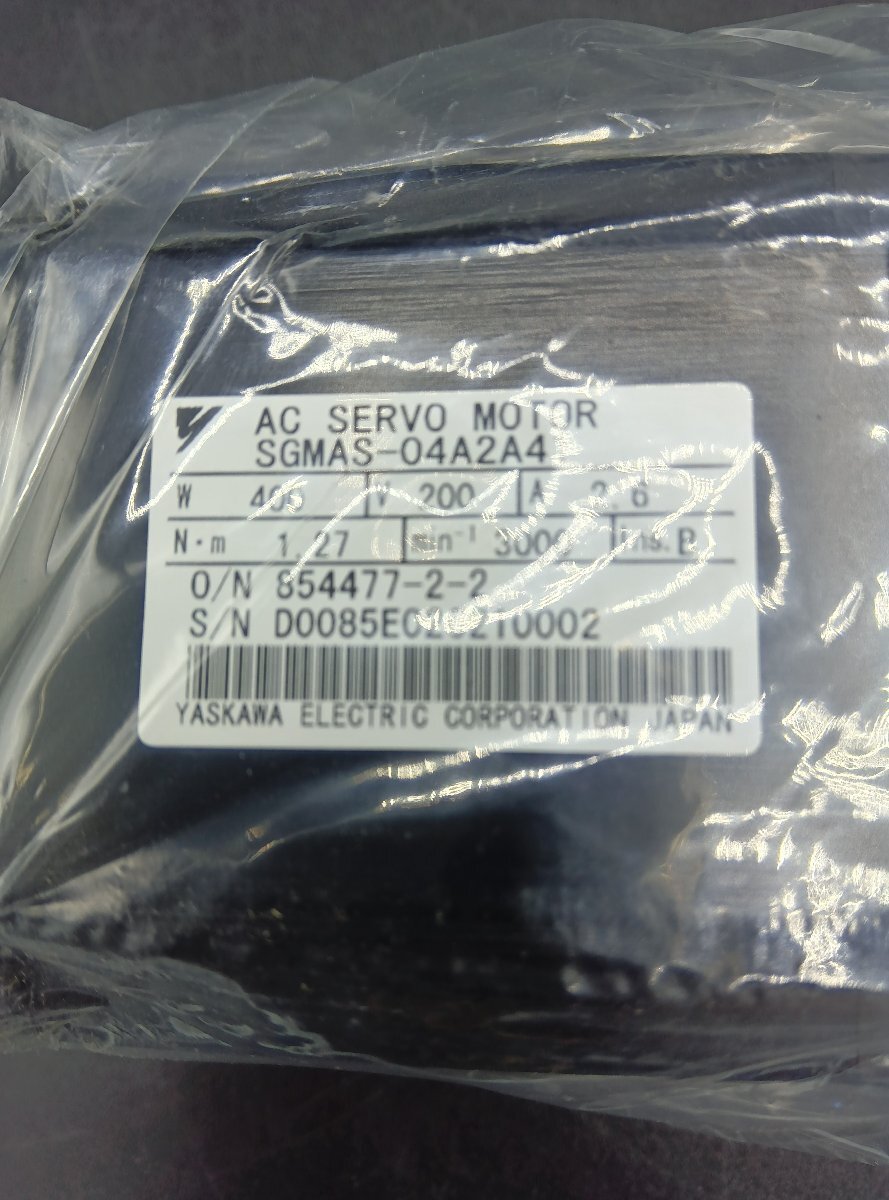 AC SERVO MOTOR
SGMAS-04A2A4
W 405 V 200 A 2.6
N·m 1.27 min-1 3000 ins. B
O/N 854477-2-2
S/N
YASKAWA ELECTRIC CORPORATION JAPAN